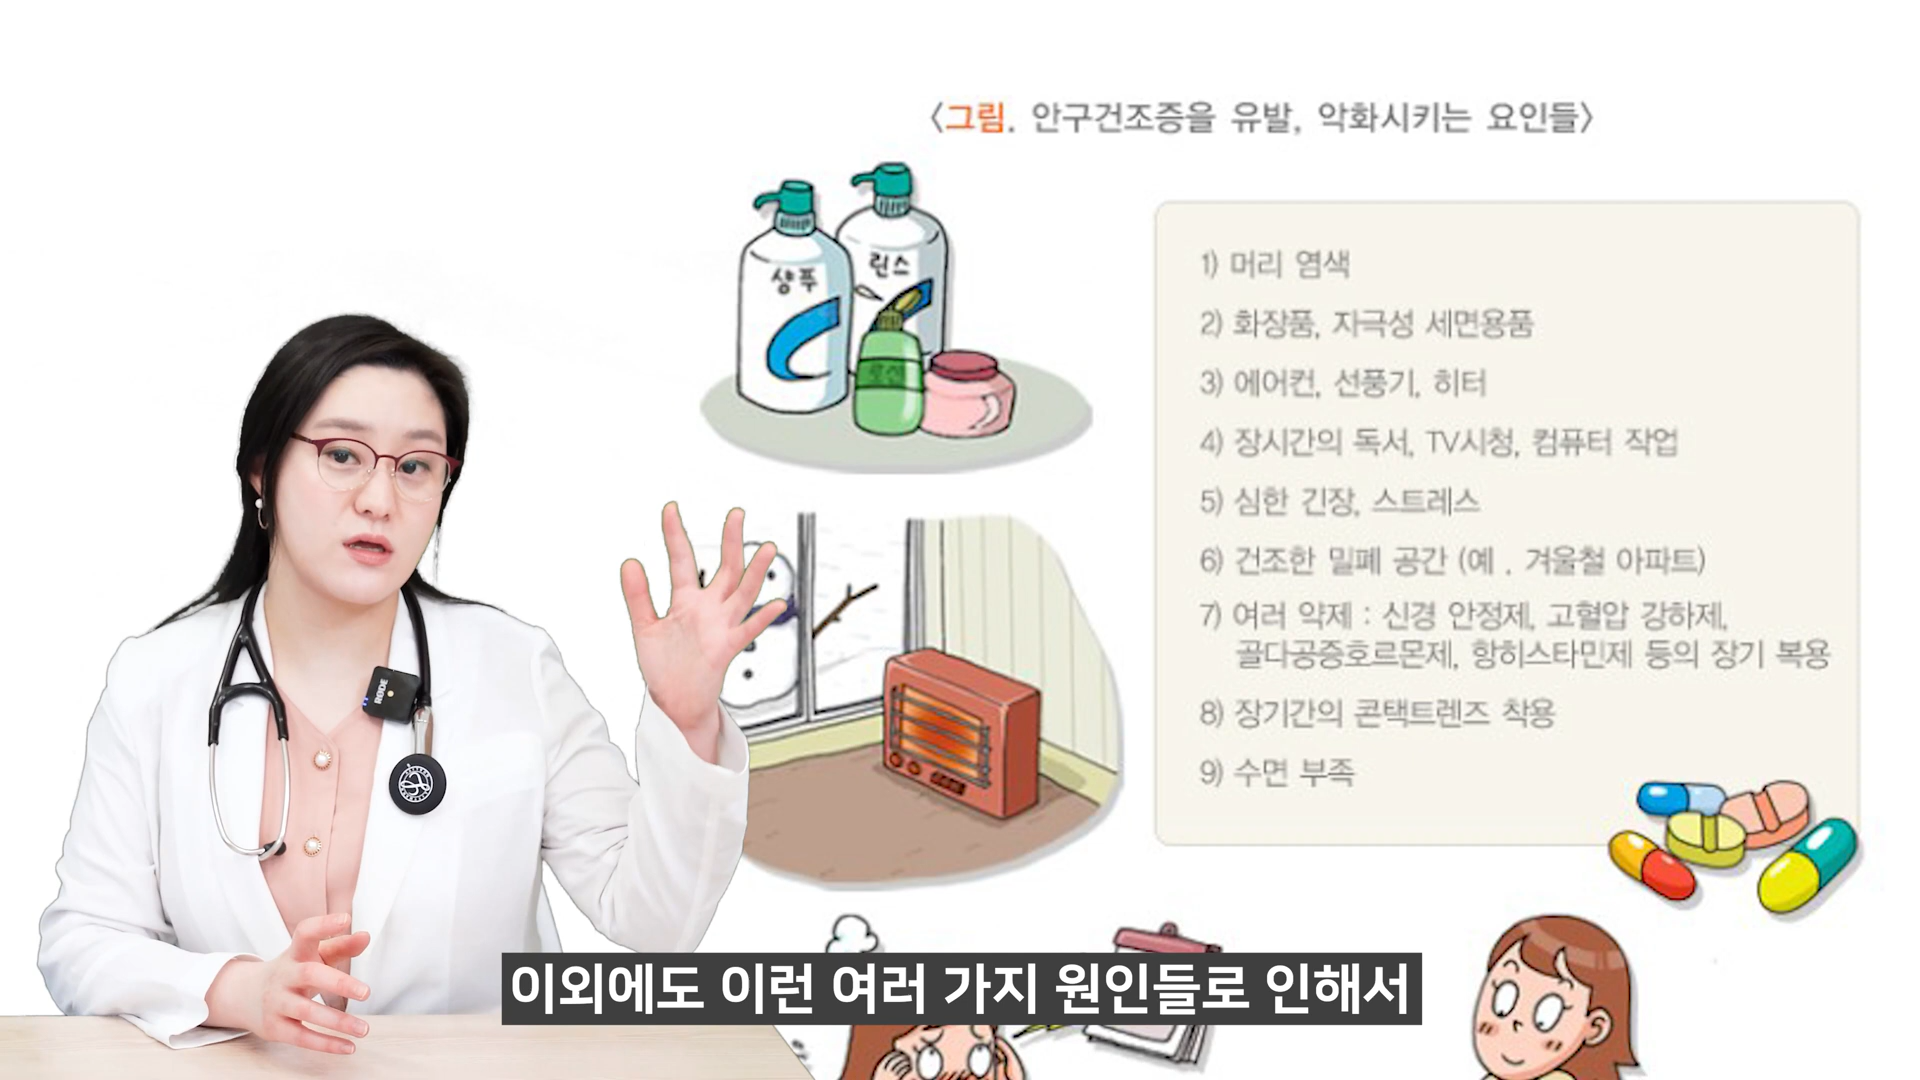 <그림. 안구건조증을 유발, 악화시키는 요인들>
샹푸
린스
로션
1) 머리 염색
2) 화장품, 자극성 세면용품
3) 에어컨, 선풍기, 히터
4) 장시간의 독서, TV시청, 컴퓨터 작업
5) 심한 긴장, 스트레스
6) 건조한 밀폐 공간 (예 . 겨울철 아파트)
7) 여러 약제 : 신경 안정제, 고혈압 강하제,
골다공증호르몬제, 항히스타민제 등의 장기 복용
8) 장기간의 콘택트렌즈 착용
9) 수면 부족
RØDE
이외에도 이런 여러 가지 원인들로 인해서